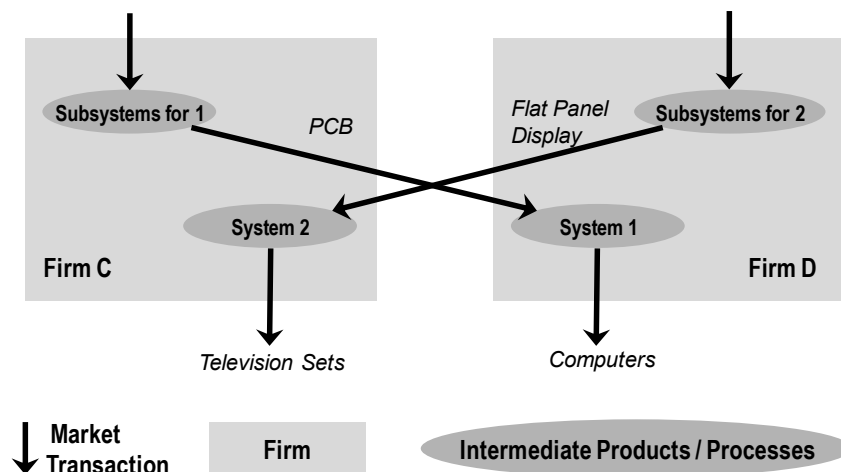 Subsystems for 1
PCB
Flat Panel
Display
Subsystems for 2
System 2
System 1
Firm C
Firm D
Television Sets
Computers
Market
Transaction
Firm
Intermediate Products / Processes